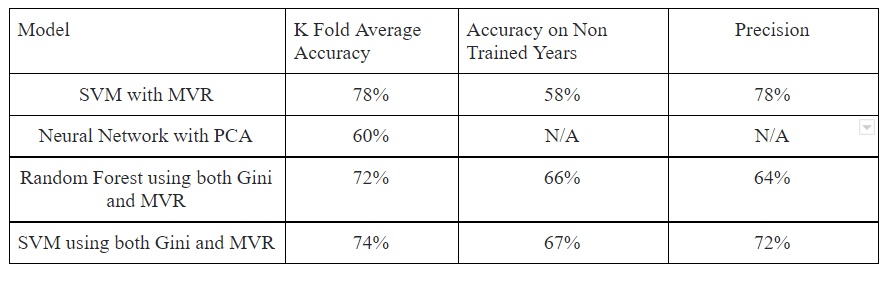 Model K Fold Average Accuracy on Non Precision
Accuracy Trained Years
SVM with MVR 78% 58% 78%
Neural Network with PCA 60% N/A N/A
Random Forest using both Gini 72% 66% 64%
and MVR
SVM using both Gini and MVR 74% 67% 72%